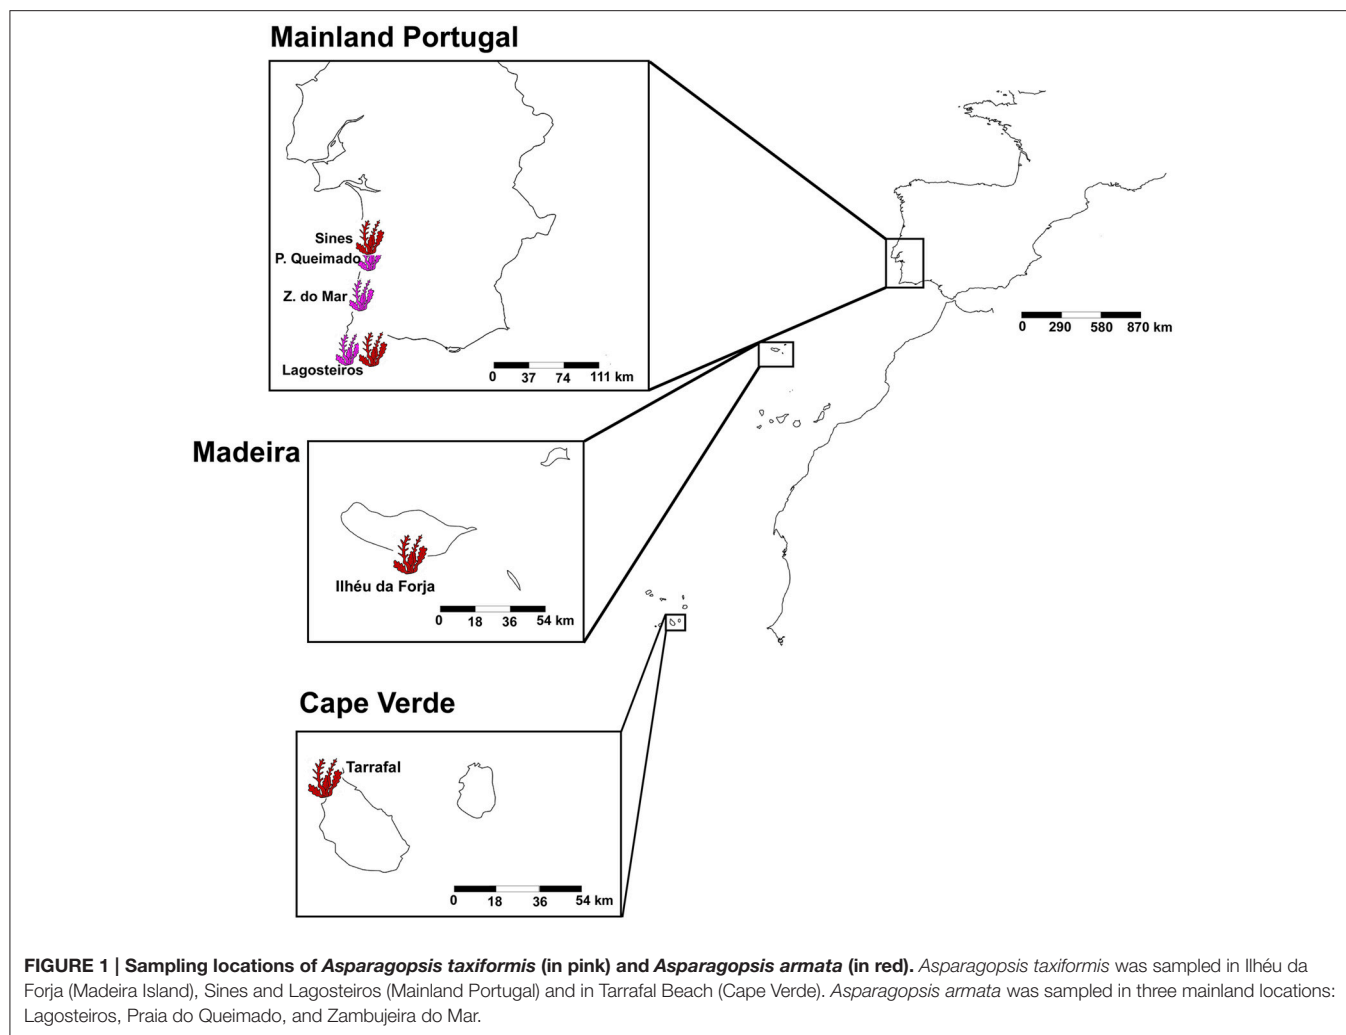 Mainland Portugal
Sines
P. Queimado
Z. do Mar
Lagosteiros
0 37 74 111 km
0 290 580 870 km
Madeira
Ilhéu da Forja
0 18 36 54 km
Cape Verde
Tarrafal
0 18 36 54 km
FIGURE 1 | Sampling locations of Asparagopsis taxiformis (in pink) and Asparagopsis armata (in red). Asparagopsis taxiformis was sampled in Ilhéu da
Forja (Madeira Island), Sines and Lagosteiros (Mainland Portugal) and in Tarrafal Beach (Cape Verde). Asparagopsis armata was sampled in three mainland locations:
Lagosteiros, Praia do Queimado, and Zambujeira do Mar.